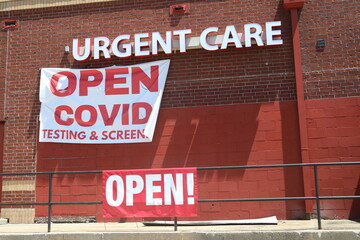 URGENT CARE
OPEN
COVID
TESTING & SCREEN
OPEN!